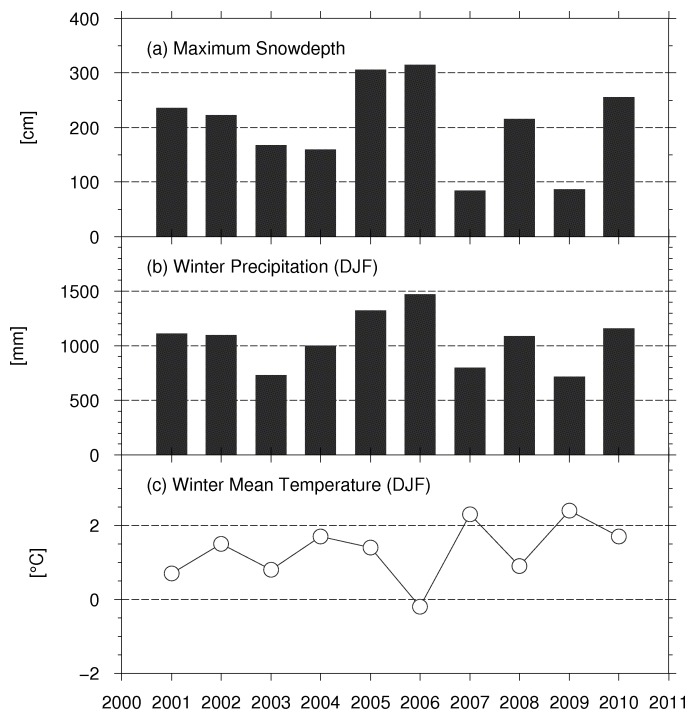 400
(a) Maximum Snowdepth
300
[cm]
200
100
0
(b) Winter Precipitation (DJF)
1500
[mm]
1000
500
0
(c) Winter Mean Temperature (DJF)
2
[°C]
0
−2
2000 2001 2002 2003 2004 2005 2006 2007 2008 2009 2010 2011